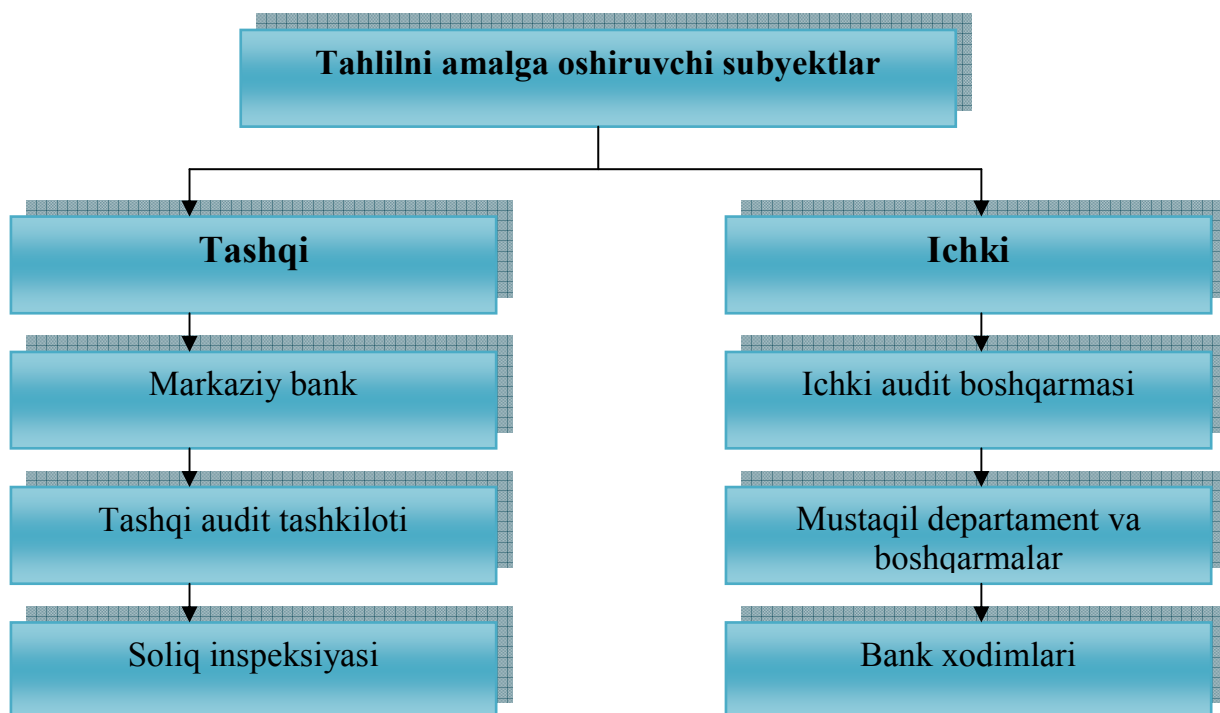 Tahlilni amalga oshiruvchi subyektlar
Tashqi
Ichki
Markaziy bank
Ichki audit boshqarmasi
Tashqi audit tashkiloti
Mustaqil departament va
boshqarmalar
Soliq inspeksiyasi
Bank xodimlari